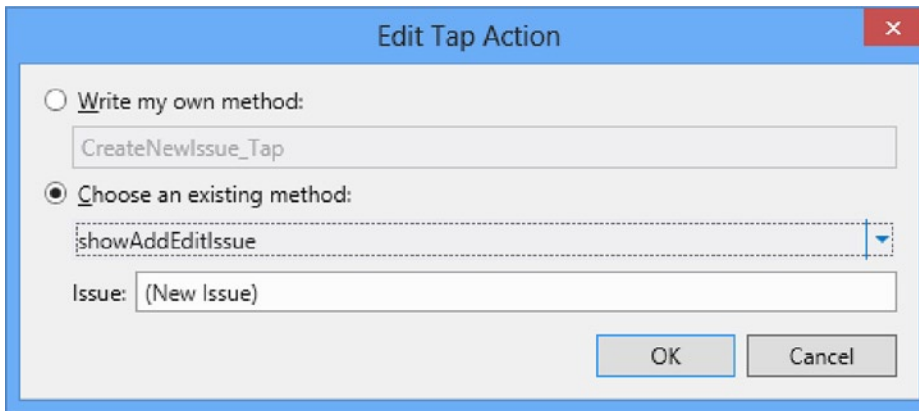 Edit Tap Action
Write my own method:
CreateNewIssue_Tap
Choose an existing method:
showAddEditIssue
Issue: (New Issue)
OK Cancel